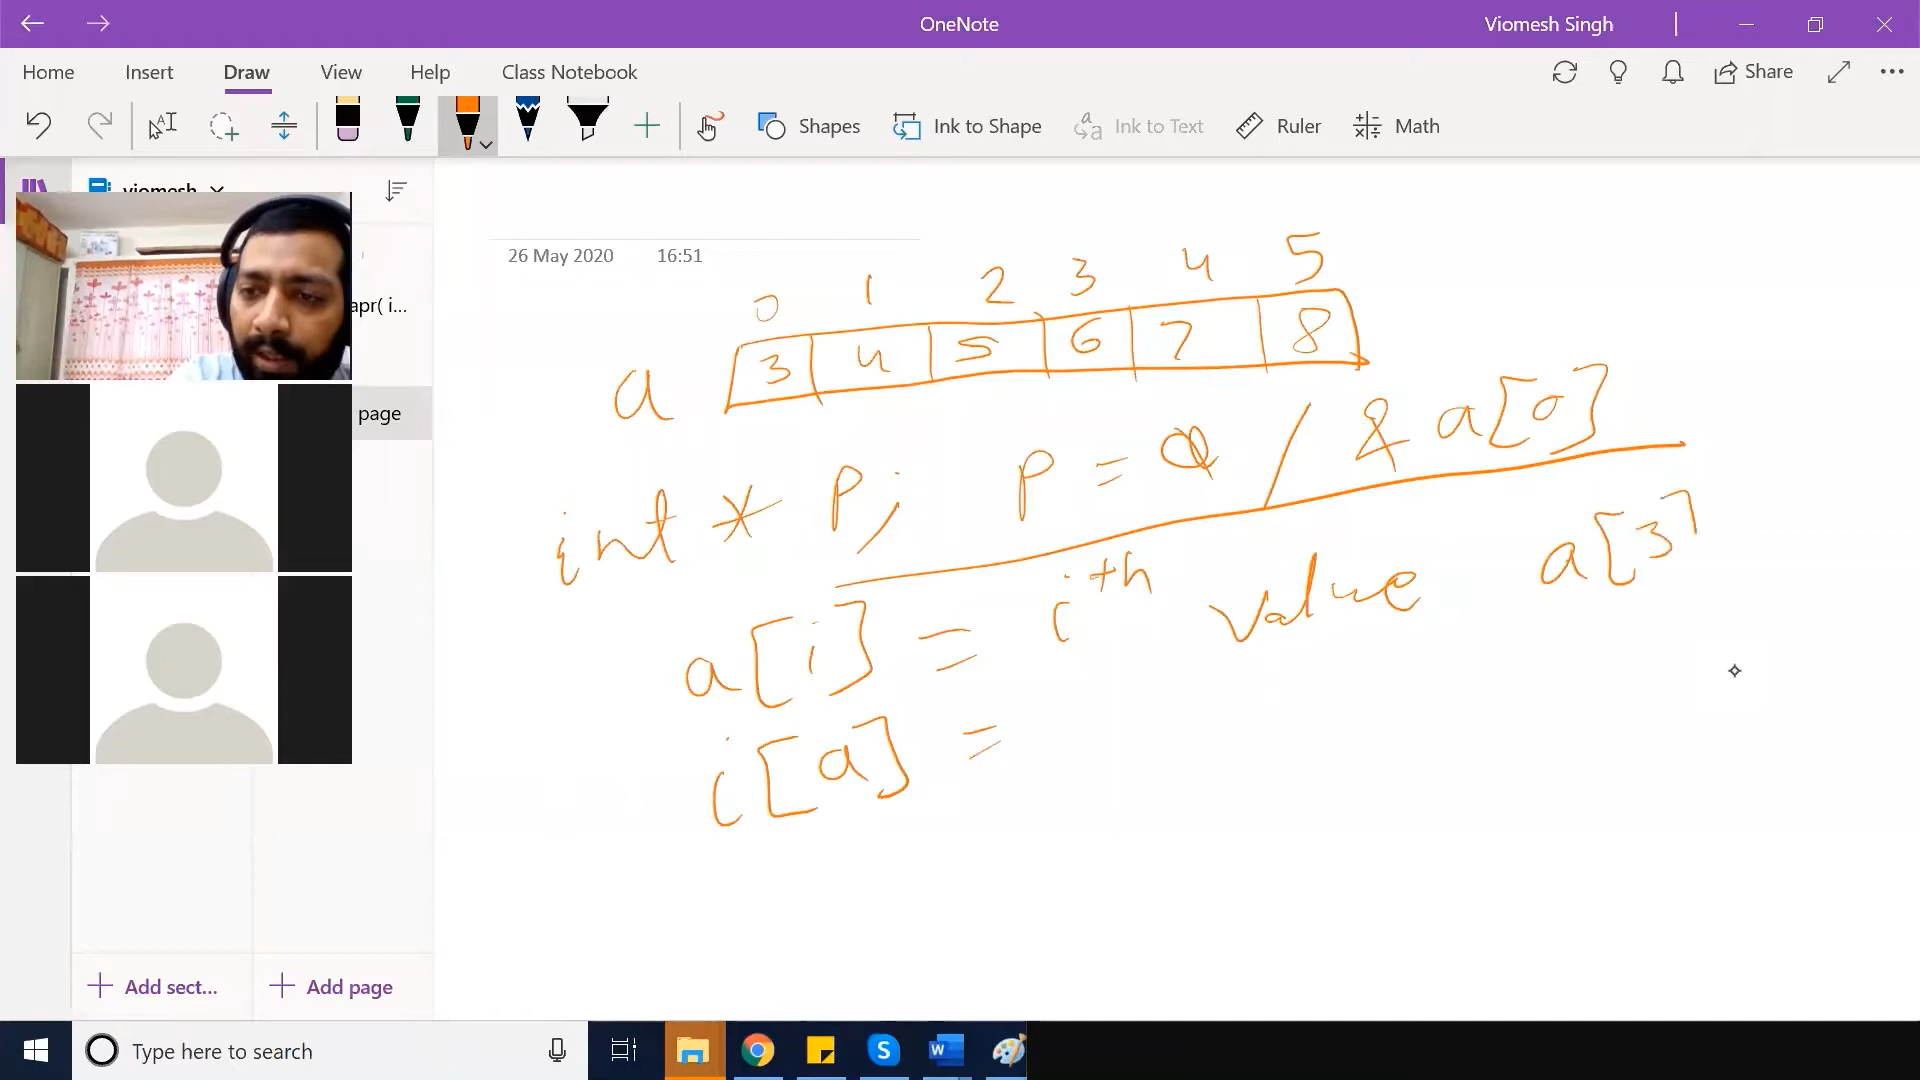 OneNote
Viomesh Singh
Home Insert Draw View Help Class Notebook
Share
Shapes Ink to Shape Ink to Text Ruler Math
viomesh
26 May 2020 16:51
apr( i...
page
0 1 2 3 4 5
a 3 4 5 6 7 8
int * p; p = a / & a[0]
a[i] = ith value a[3]
i[a] =
Add sect... Add page
Type here to search